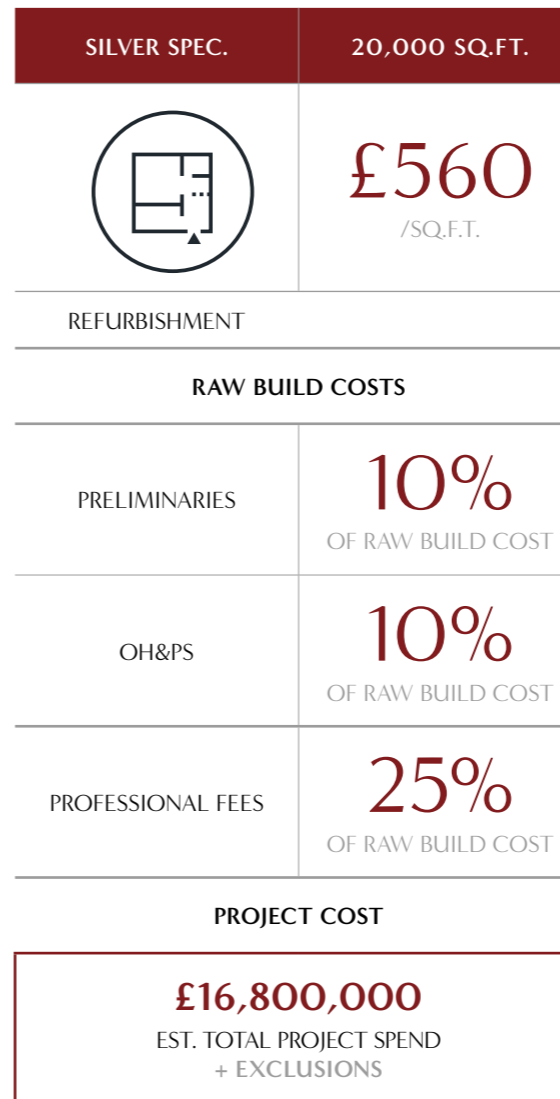 SILVER SPEC.
20,000 SQ.FT.
£560
/SQ.F.T.
REFURBISHMENT
RAW BUILD COSTS
PRELIMINARIES
10%
OF RAW BUILD COST
OH&PS
10%
OF RAW BUILD COST
PROFESSIONAL FEES
25%
OF RAW BUILD COST
PROJECT COST
£16,800,000
EST. TOTAL PROJECT SPEND
+ EXCLUSIONS